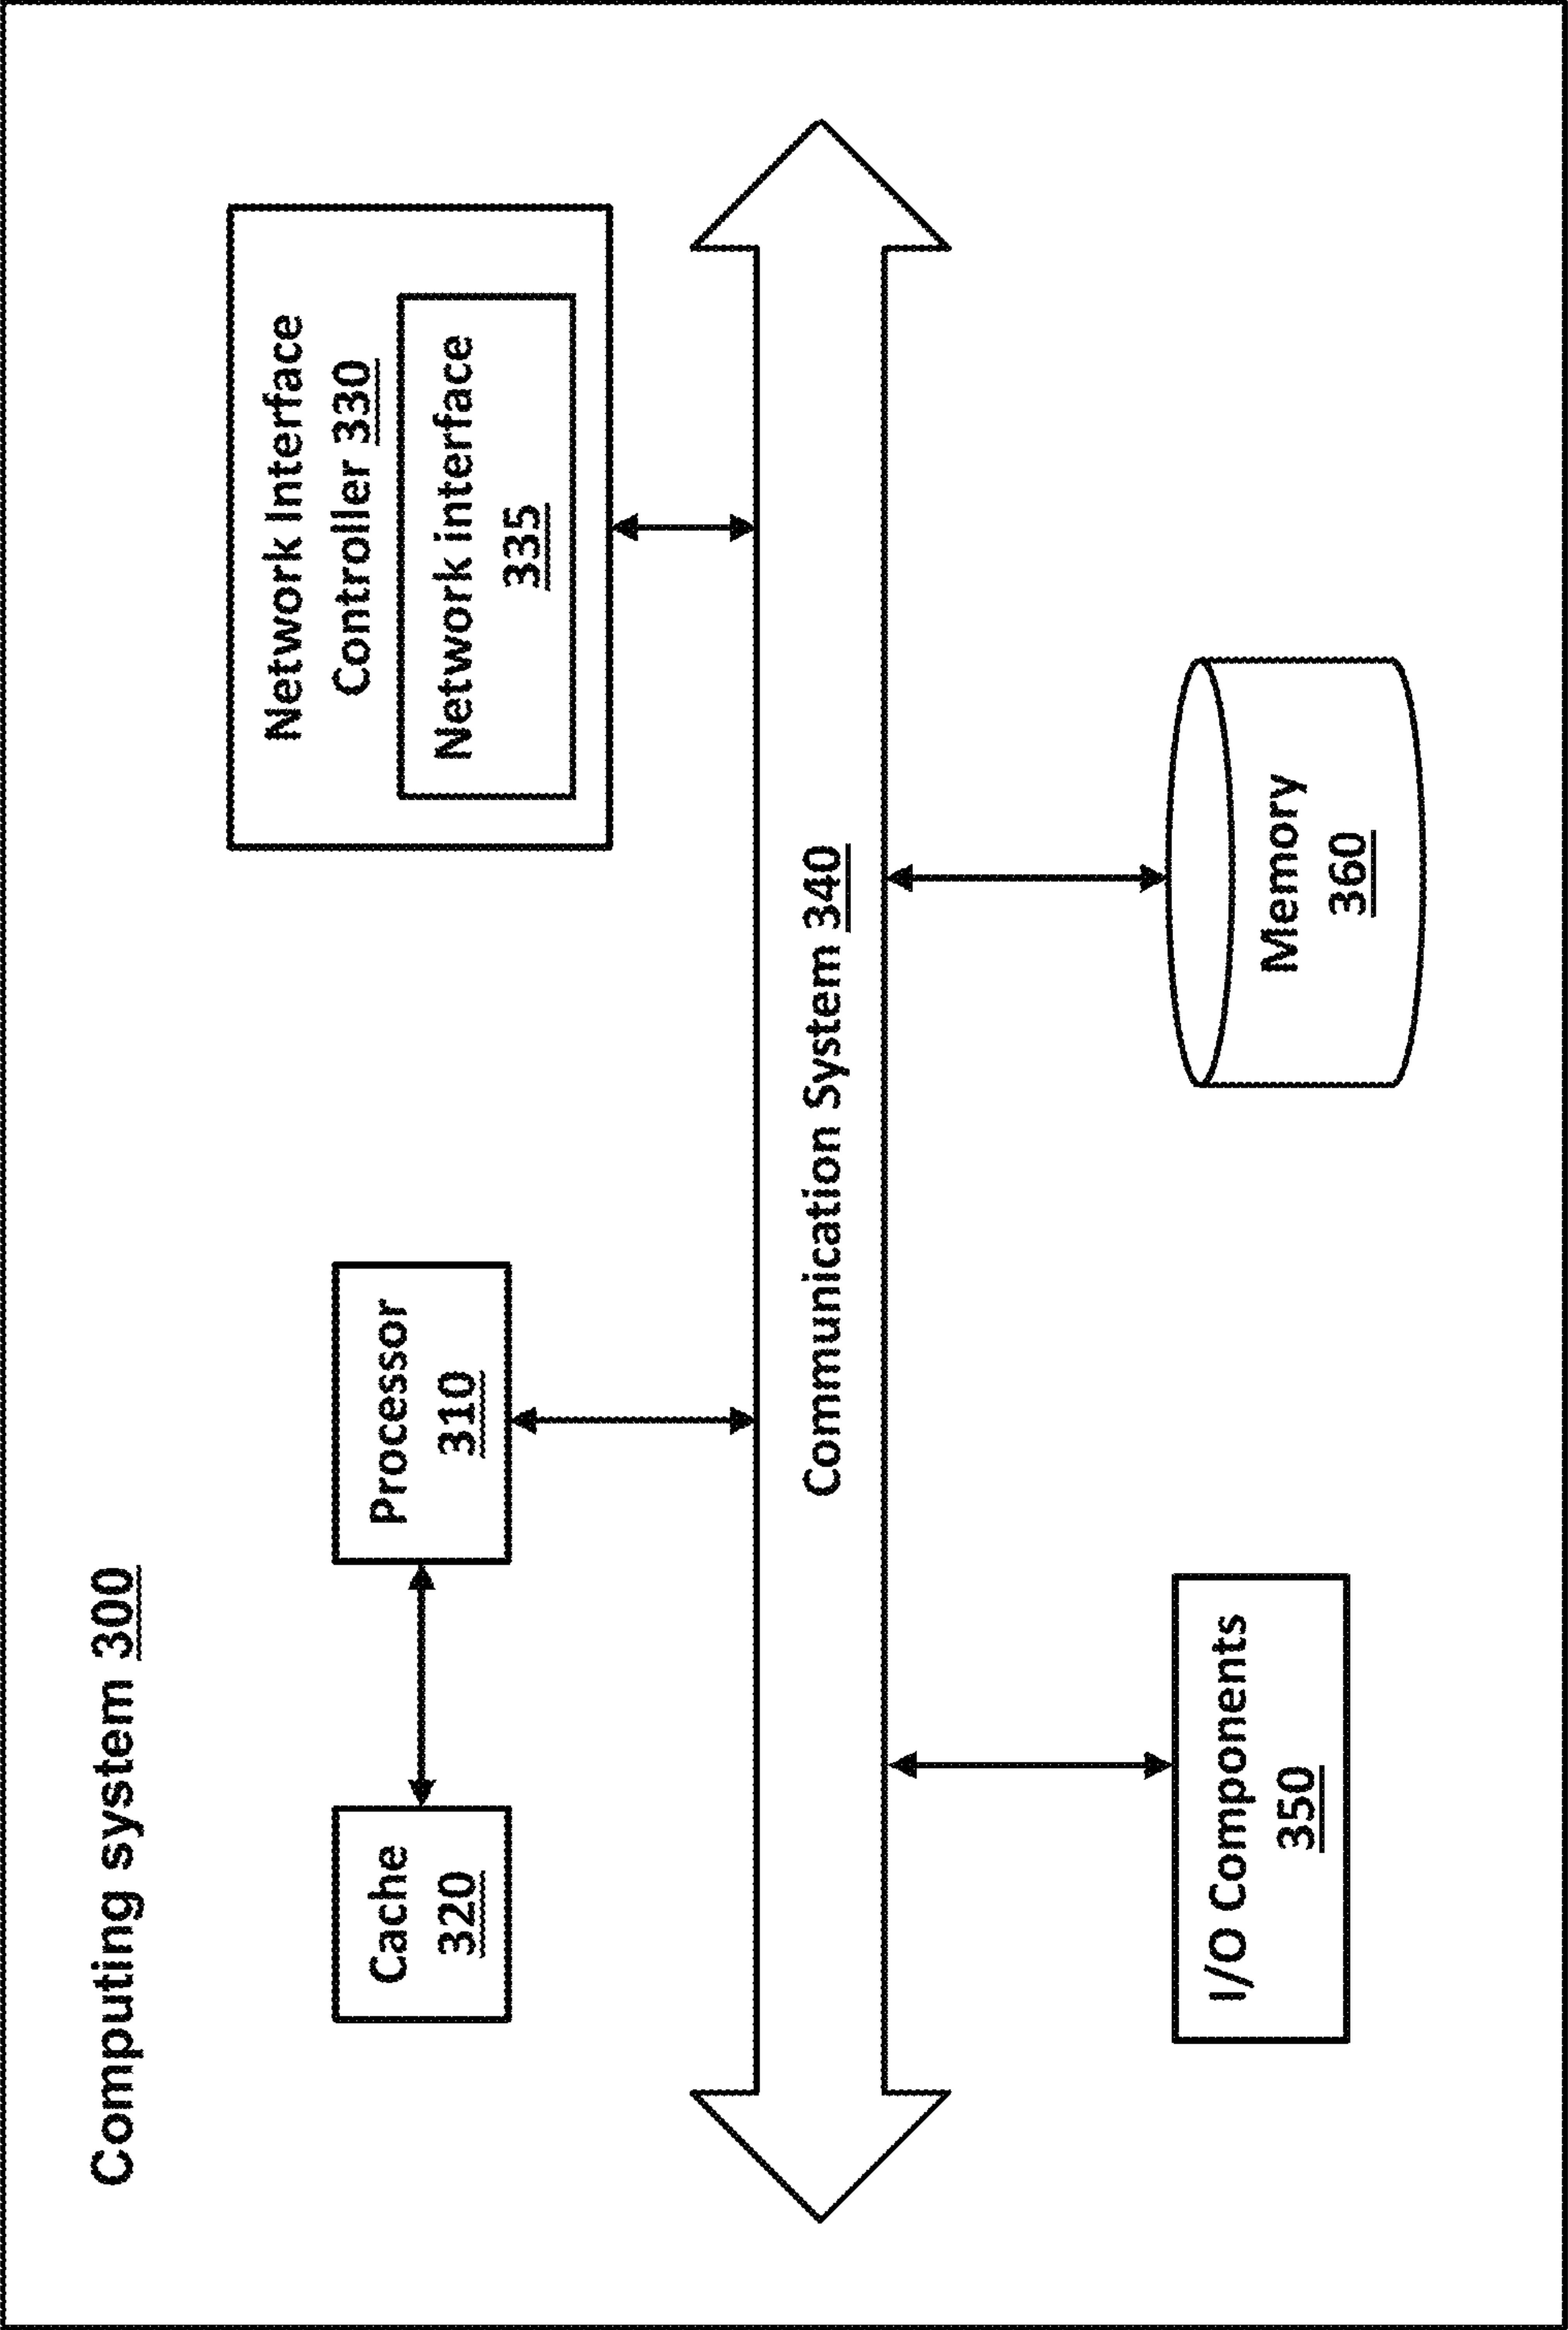 Computing system 300
Cache
320
Processor
310
Network Interface
Controller 330
Network interface
335
Communication System 340
I/O Components
350
Memory
360